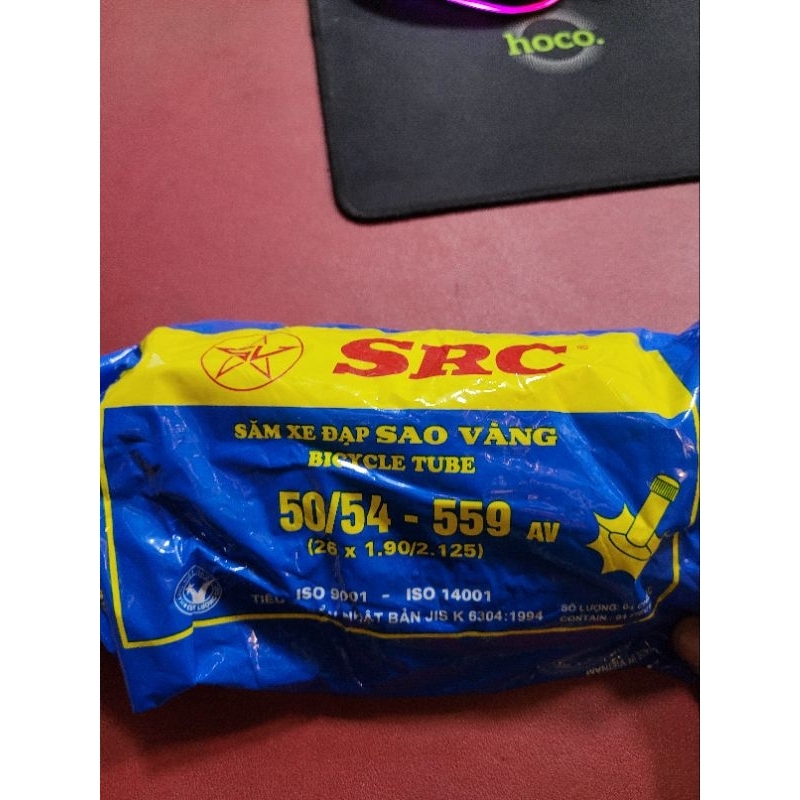 hoco.
SRC
SĂM XE ĐẠP SAO VÀNG
BICYCLE TUBE
50/54 - 559 AV
(26 x 1.90/2.125)
ISO 9001 - ISO 14001
NHẬT BẢN JIS K 6304:1994
SỐ LƯỢNG:
CONTAIN :